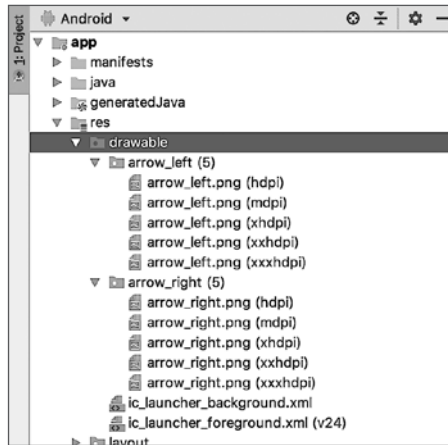 1: Project
Android
app
manifests
java
generatedJava
res
drawable
arrow_left (5)
arrow_left.png (hdpi)
arrow_left.png (mdpi)
arrow_left.png (xhdpi)
arrow_left.png (xxhdpi)
arrow_left.png (xxxhdpi)
arrow_right (5)
arrow_right.png (hdpi)
arrow_right.png (mdpi)
arrow_right.png (xhdpi)
arrow_right.png (xxhdpi)
arrow_right.png (xxxhdpi)
ic_launcher_background.xml
ic_launcher_foreground.xml (v24)
layout